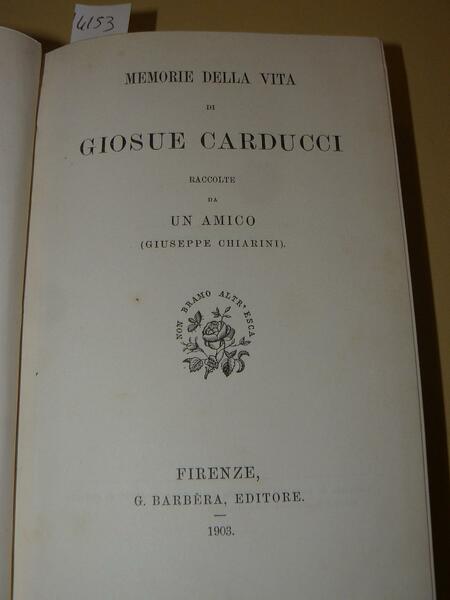 4153
MEMORIE DELLA VITA
DI
GIOSUE CARDUCCI
RACCOLTE
DA
UN AMICO
(GIUSEPPE CHIARINI).
NON BRAMO ALTR' ESCA
FIRENZE,
G. BARBÈRA, EDITORE.
1903.